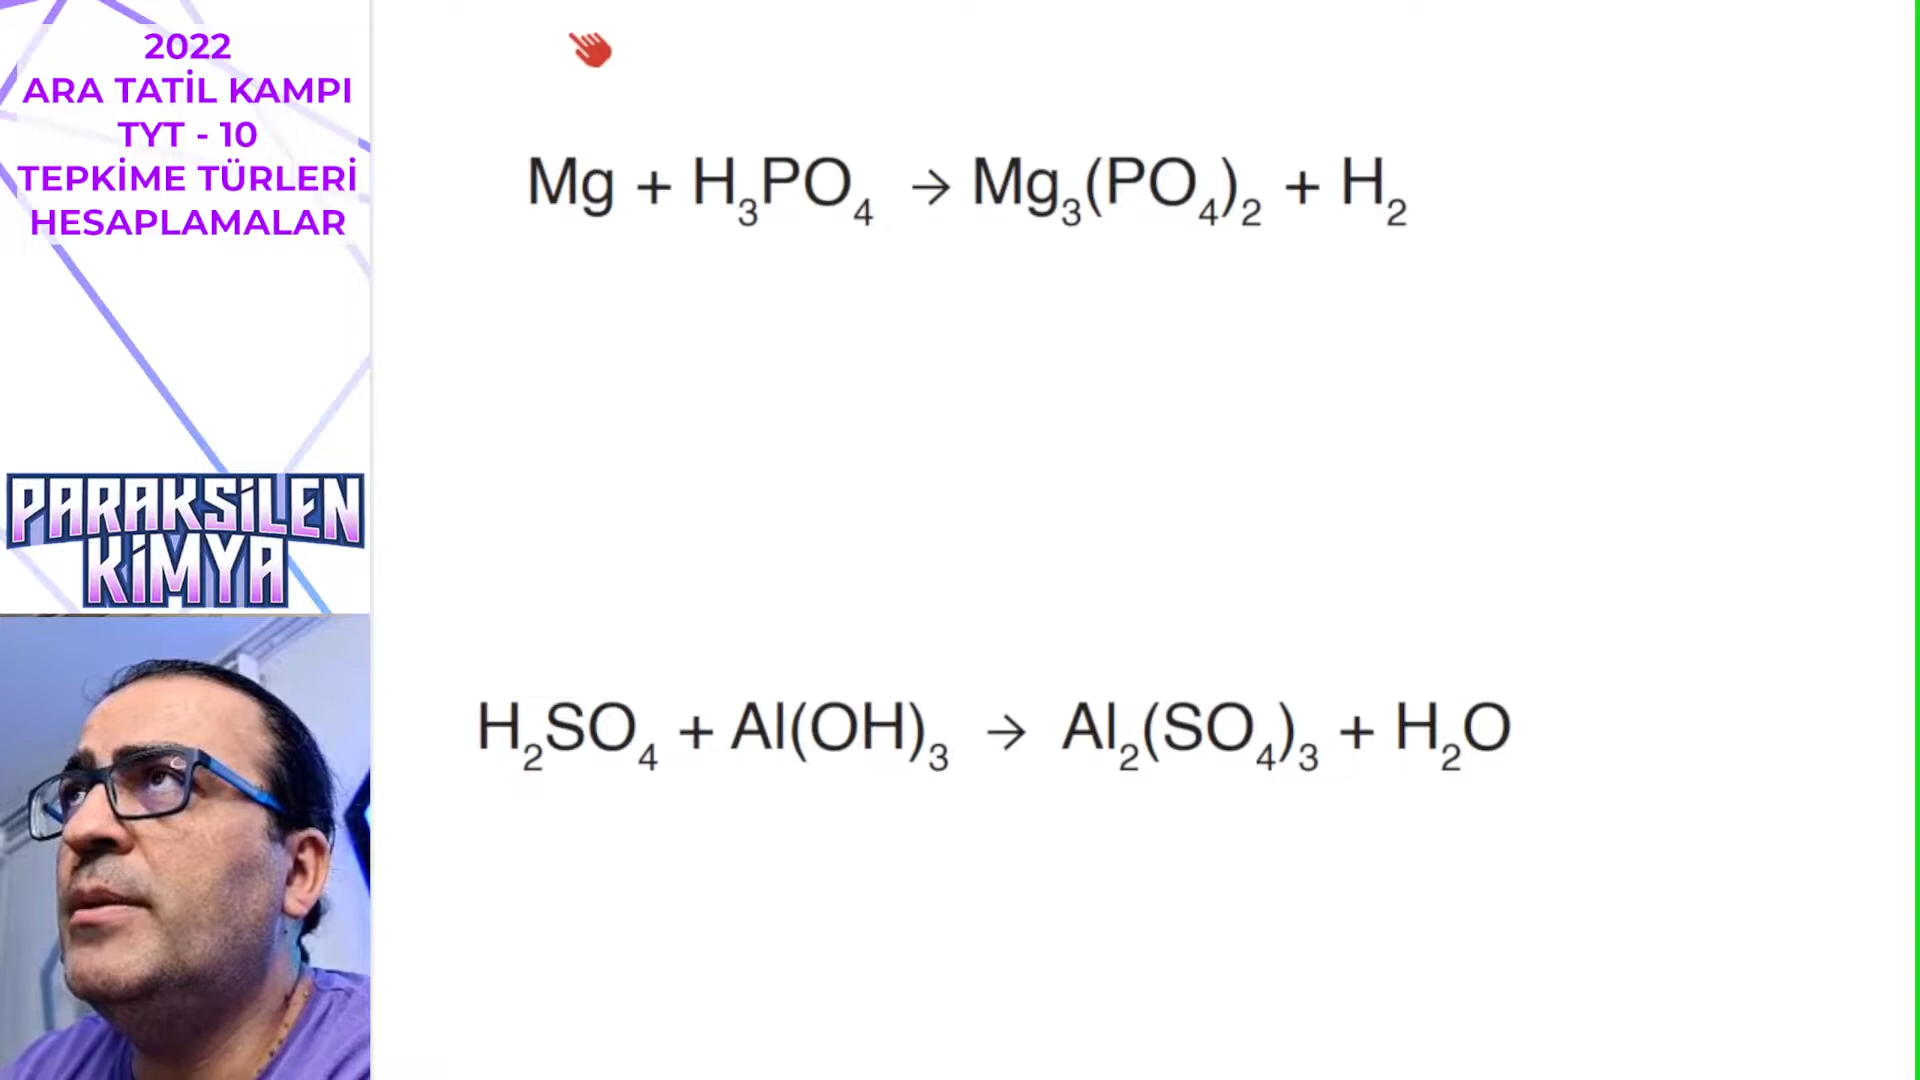 2022
ARA TATİL KAMPI
TYT - 10
TEPKİME TÜRLERİ
HESAPLAMALAR
PARAKSİLEN
KİMYA
Mg + H₃PO₄ → Mg₃(PO₄)₂ + H₂
H₂SO₄ + Al(OH)₃ → Al₂(SO₄)₃ + H₂O